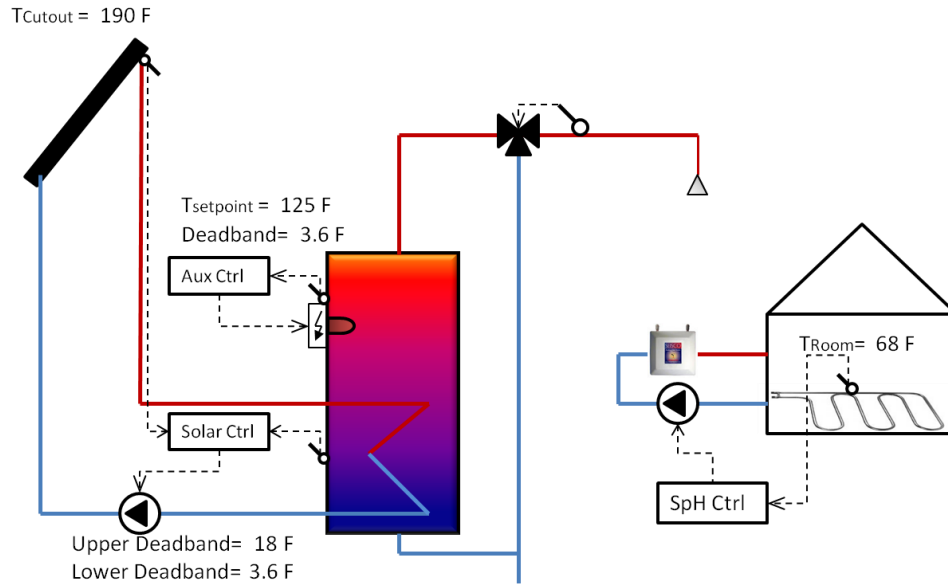 TCutout = 190 F
Tsetpoint = 125 F
Deadband= 3.6 F
Aux Ctrl
TRoom= 68 F
Solar Ctrl
SpH Ctrl
Upper Deadband= 18 F
Lower Deadband= 3.6 F